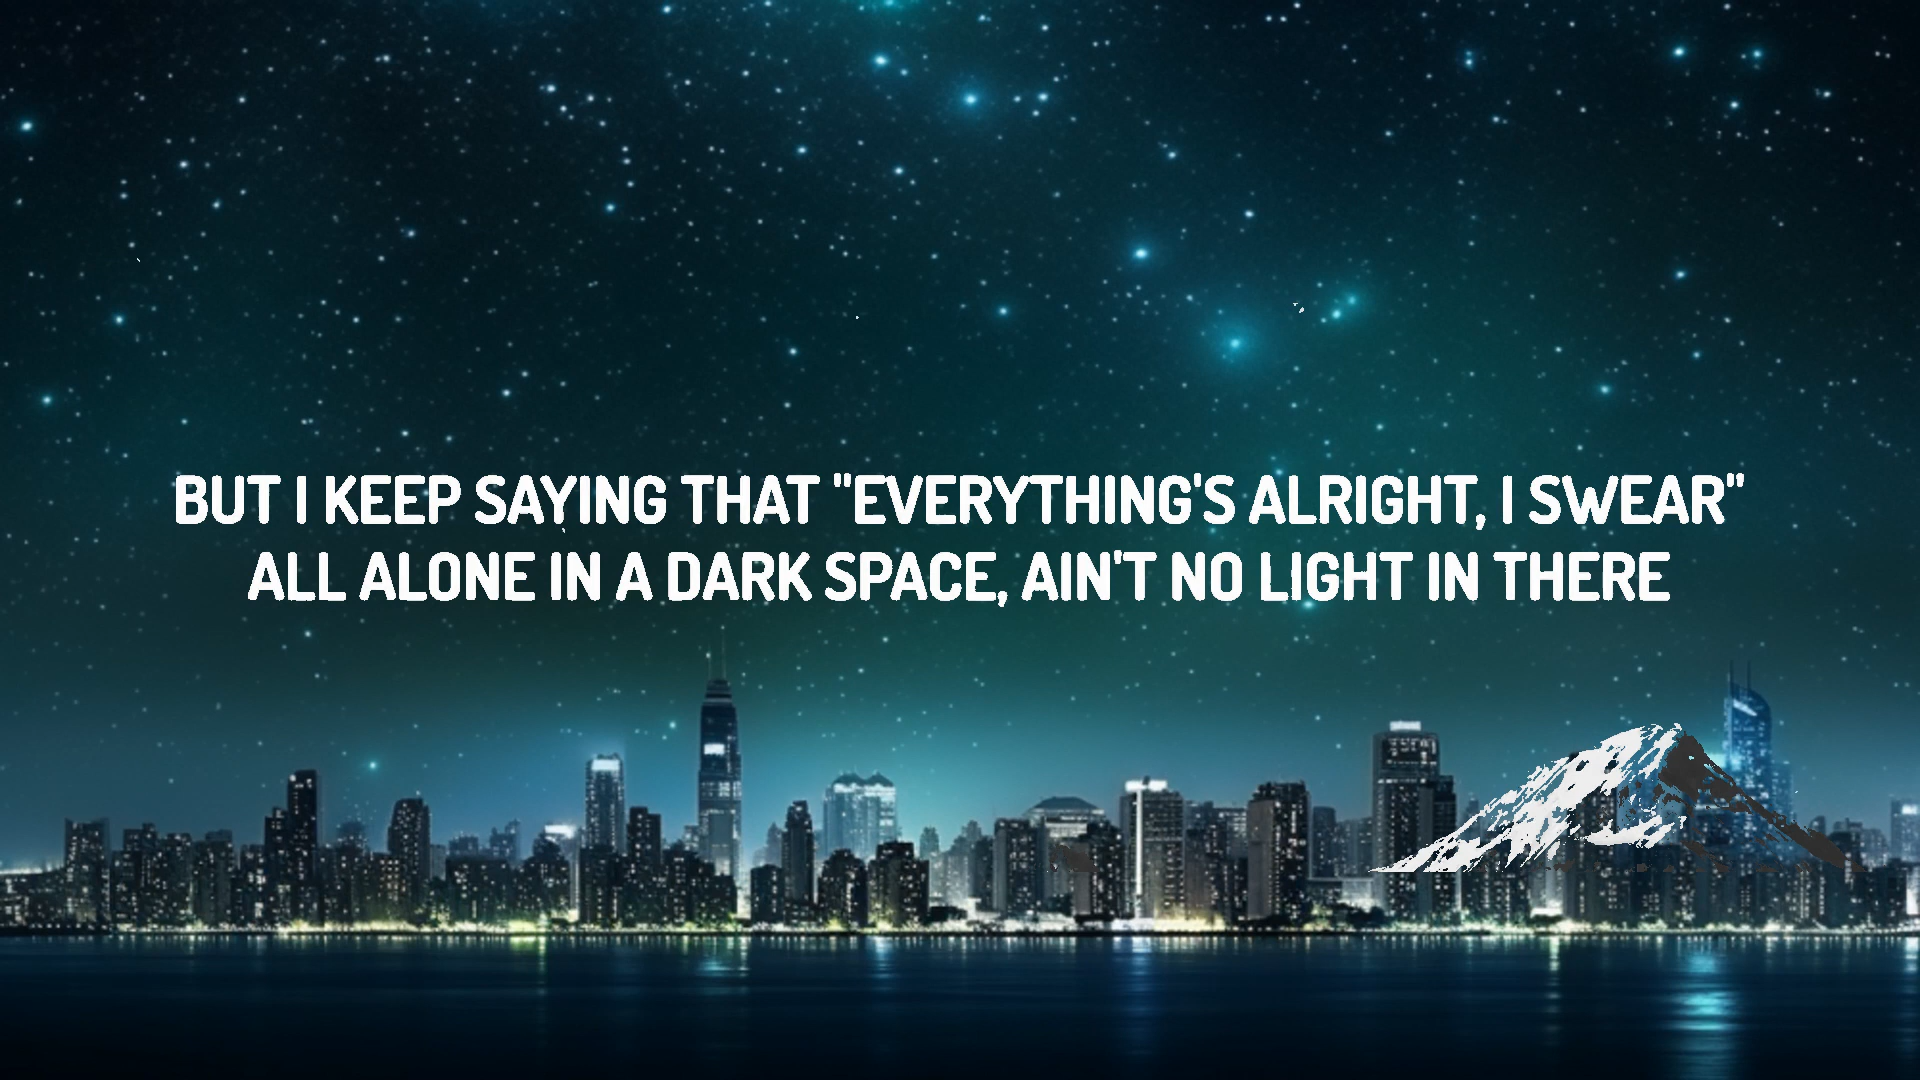 BUT I KEEP SAYING THAT "EVERYTHING'S ALRIGHT, I SWEAR"
ALL ALONE IN A DARK SPACE, AIN'T NO LIGHT IN THERE